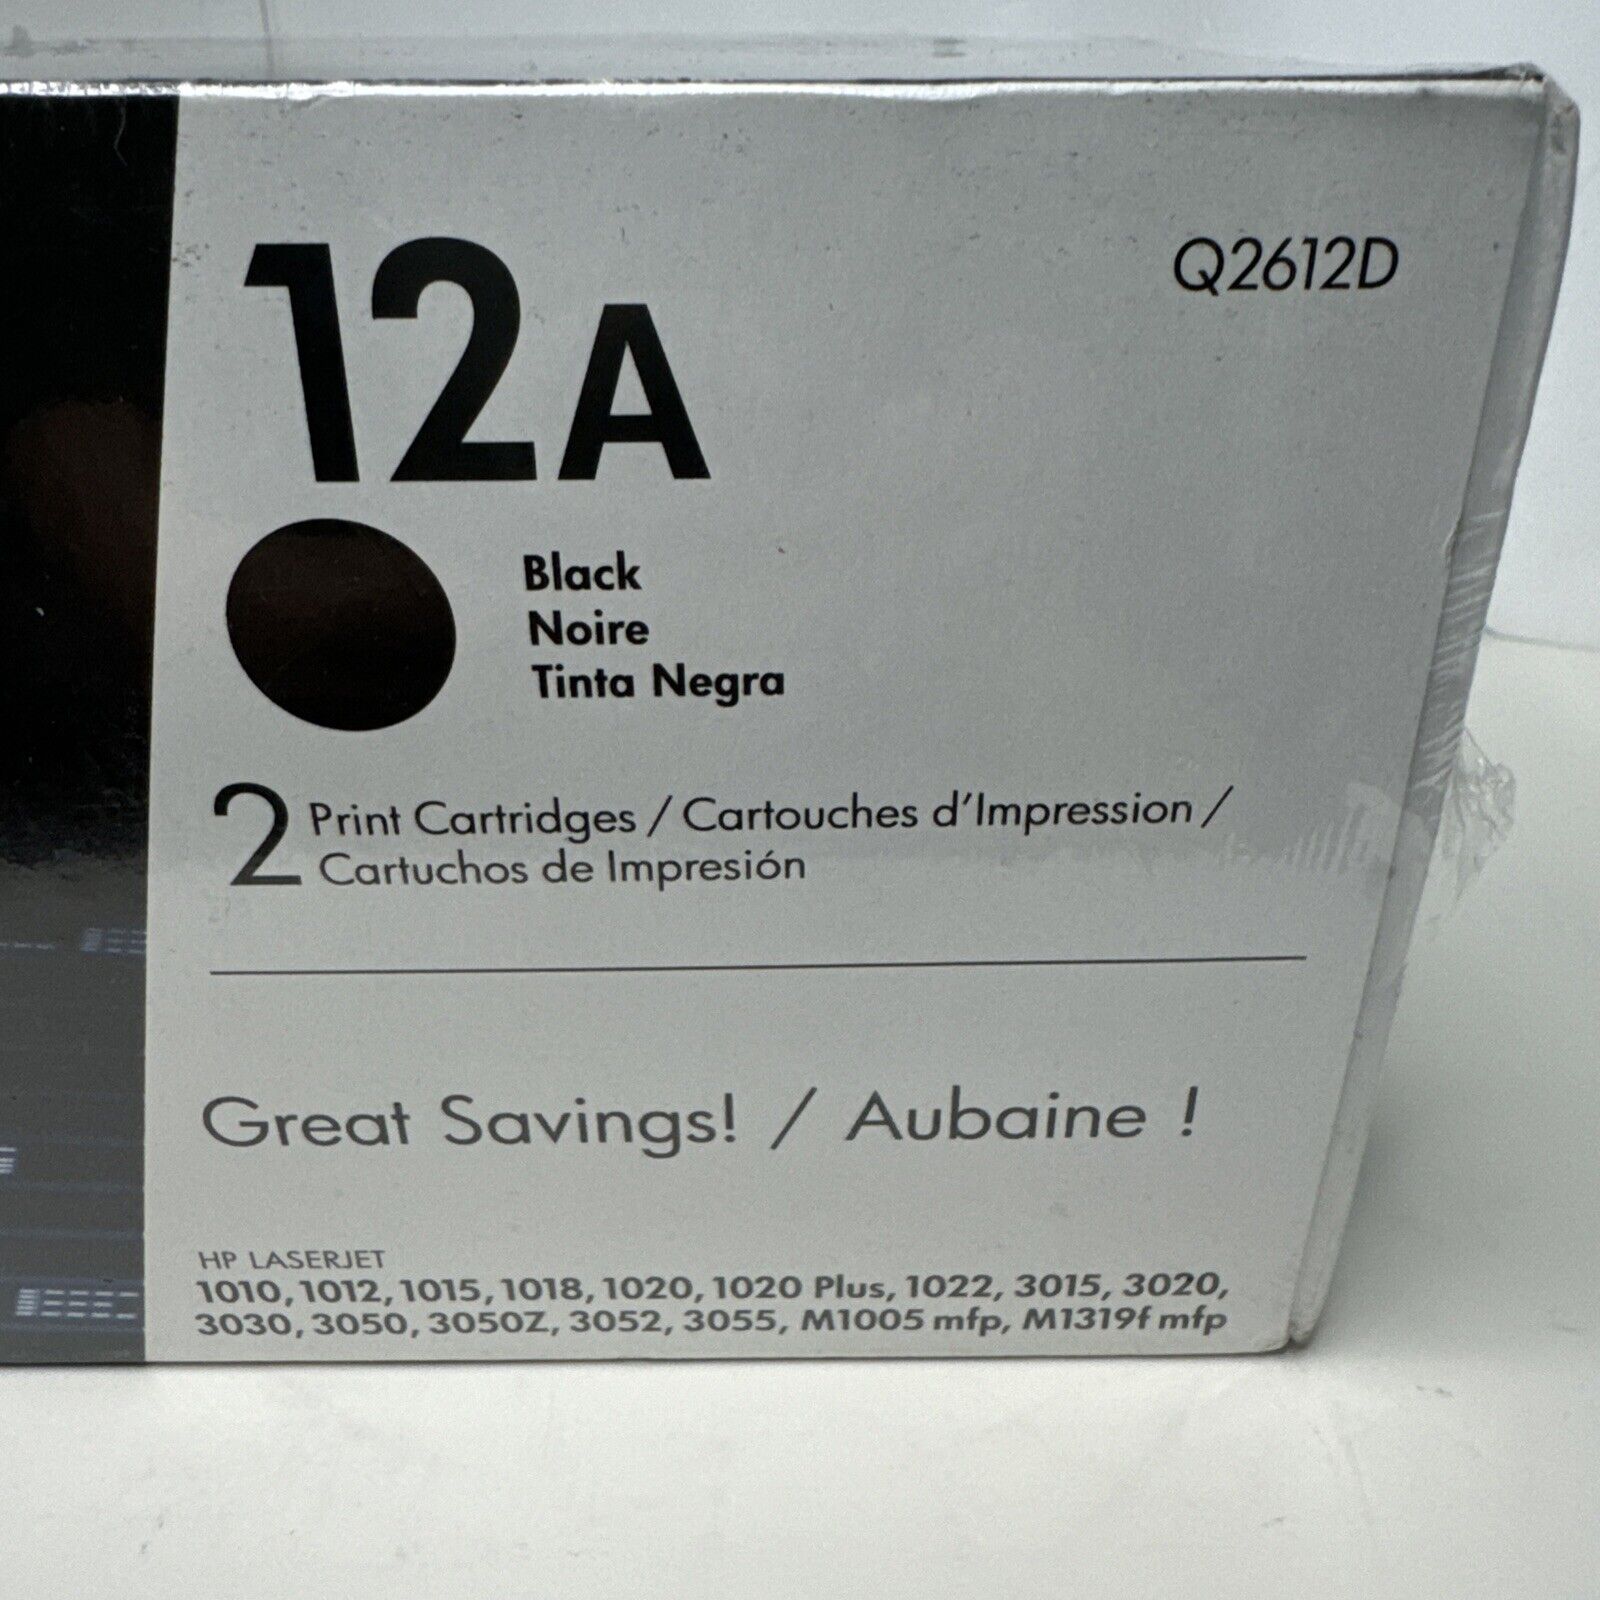 12A
Q2612D
Black
Noire
Tinta Negra
2 Print Cartridges / Cartouches d'Impression /
Cartuchos de Impresión
Great Savings! / Aubaine !
HP LASERJET
1010, 1012, 1015, 1018, 1020, 1020 Plus, 1022, 3015, 3020,
3030, 3050, 3050Z, 3052, 3055, M1005 mfp, M1319f mfp